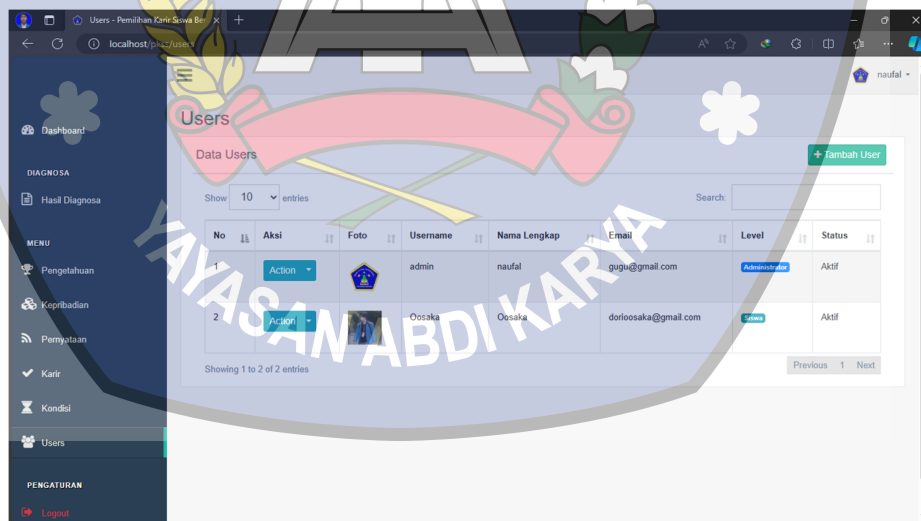 Users - Pemilihan Karir Siswa Ber
localhost/pkss/users
naufal
Dashboard
DIAGNOSA
Hasil Diagnosa
MENU
Pengetahuan
Kepribadian
Pernyataan
Karir
Kondisi
Users
PENGATURAN
Logout
Users
Data Users
+ Tambah User
Show 10 entries
Search:
No Aksi Foto Username Nama Lengkap Email Level Status
1 Action admin naufal gugu@gmail.com Administrator Aktif
2 Action Oosaka Oosaka dorioosaka@gmail.com Siswa Aktif
Showing 1 to 2 of 2 entries
Previous 1 Next
YAYASAN ABDI KARYA